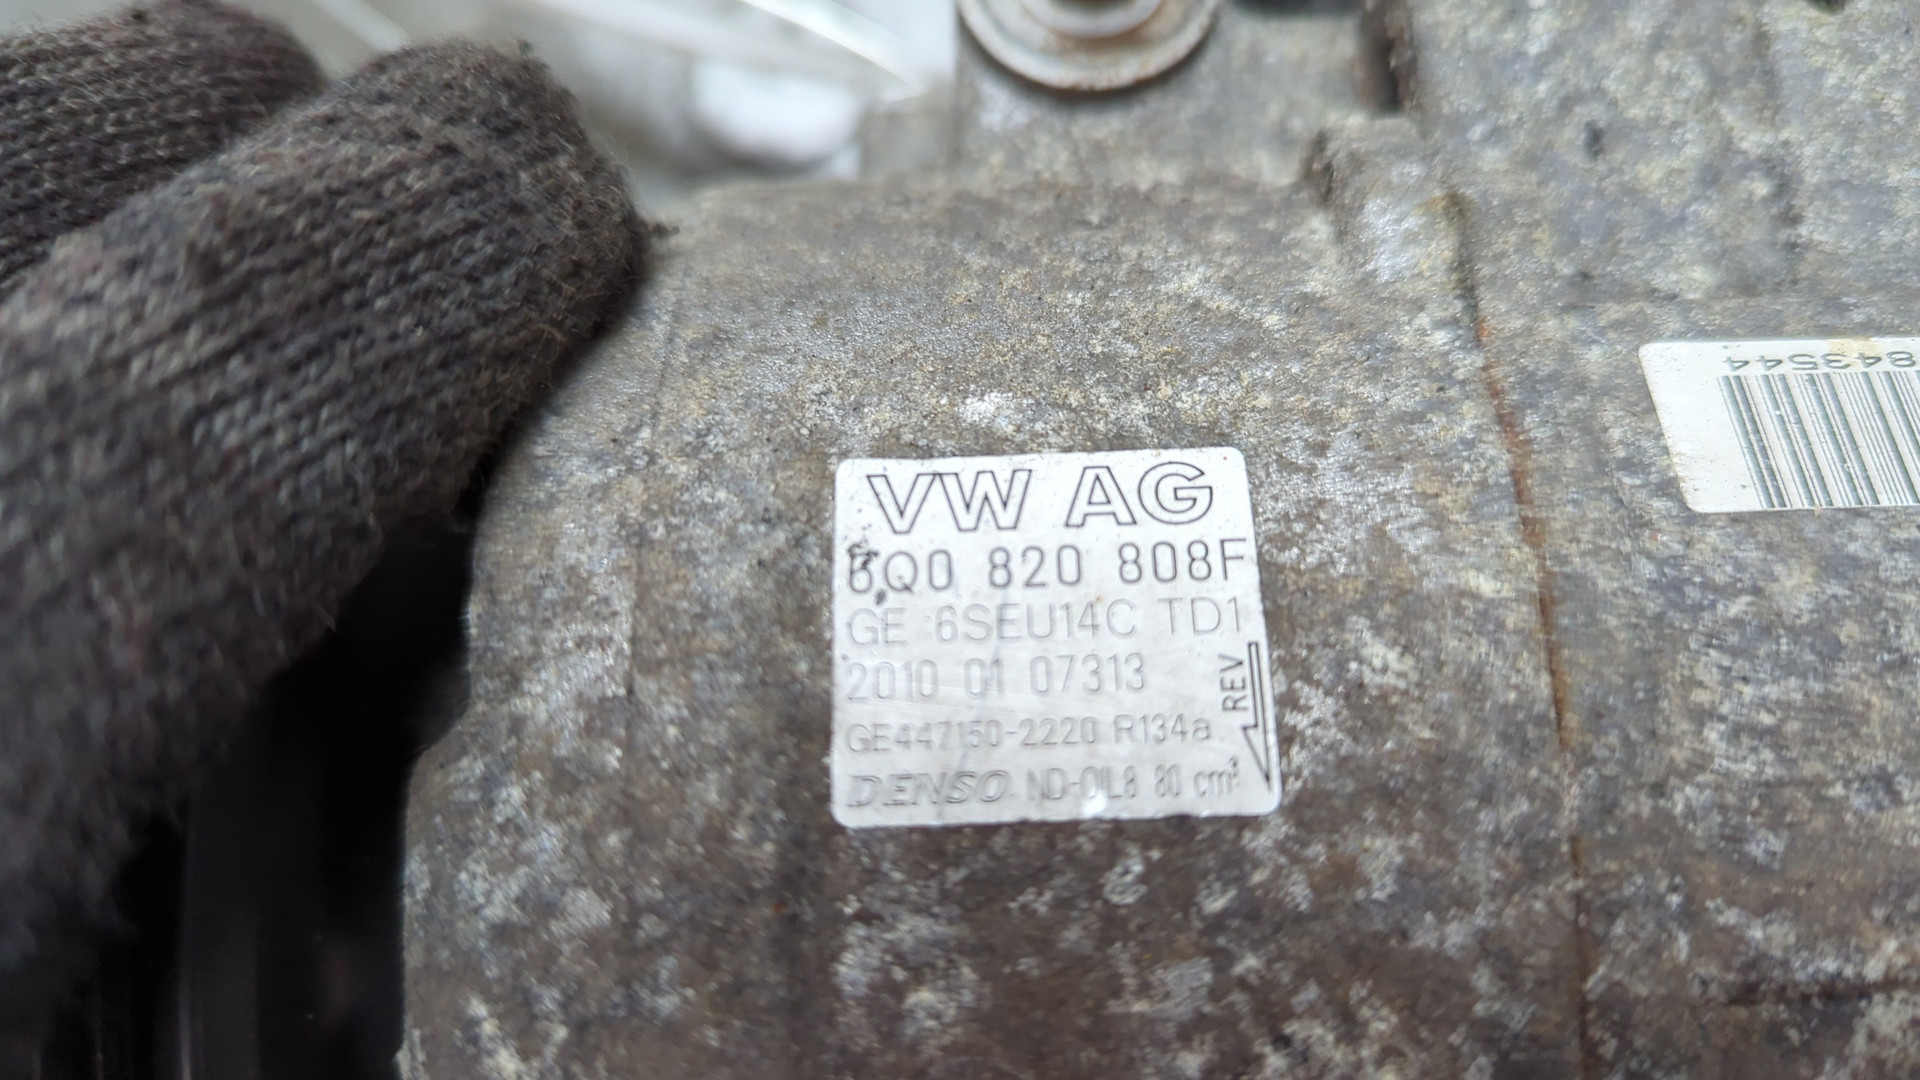 VW AG
6Q0 820 808F
GE 6SEU14C TD1
2010 01 07313
GE447150-2220 R134a
DENSO ND-OIL8 80 cm³
REV
843544